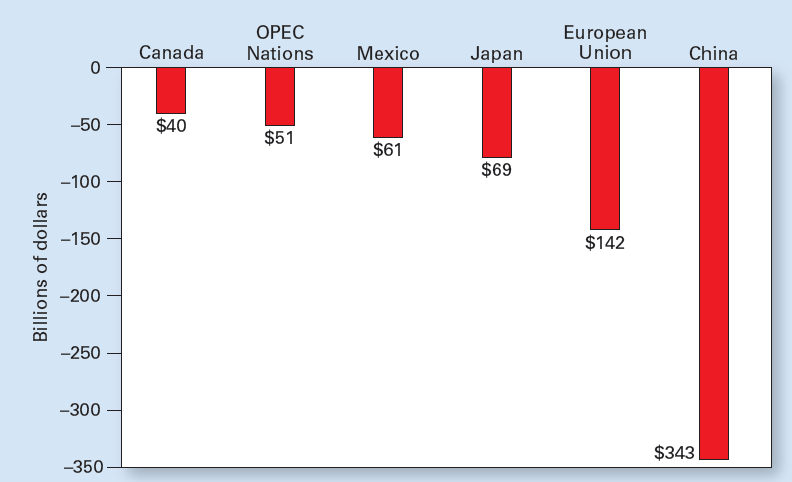 Canada
OPEC
Nations
Mexico
Japan
European
Union
China
0
–50
–100
–150
–200
–250
–300
–350
Billions of dollars
$40
$51
$61
$69
$142
$343